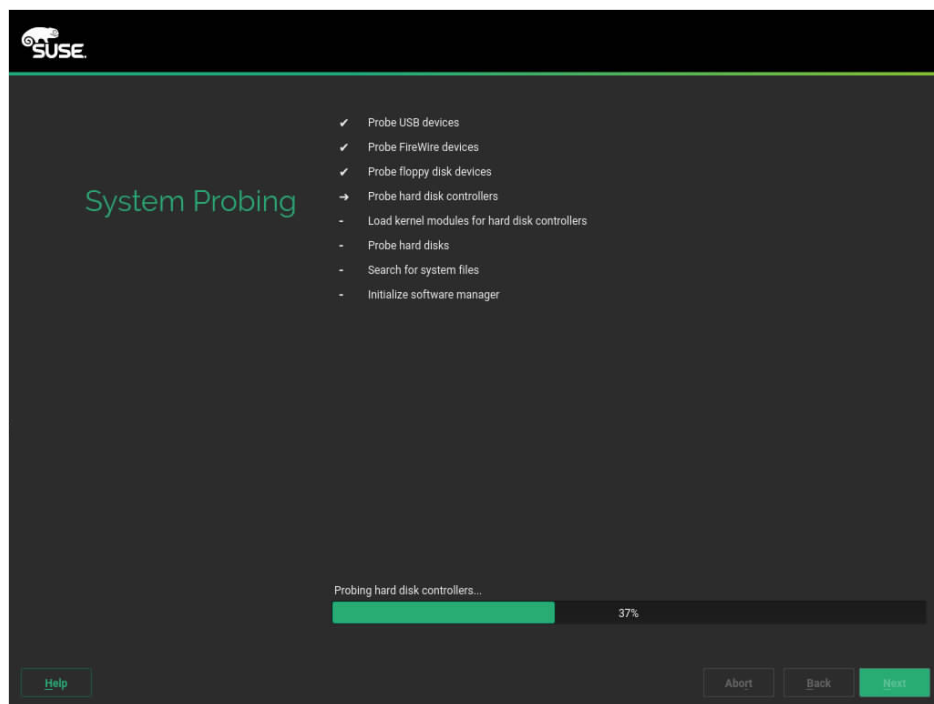 SUSE.
System Probing
✔ Probe USB devices
✔ Probe FireWire devices
✔ Probe floppy disk devices
➔ Probe hard disk controllers
- Load kernel modules for hard disk controllers
- Probe hard disks
- Search for system files
- Initialize software manager
Probing hard disk controllers...
37%
Help
Abort
Back
Next